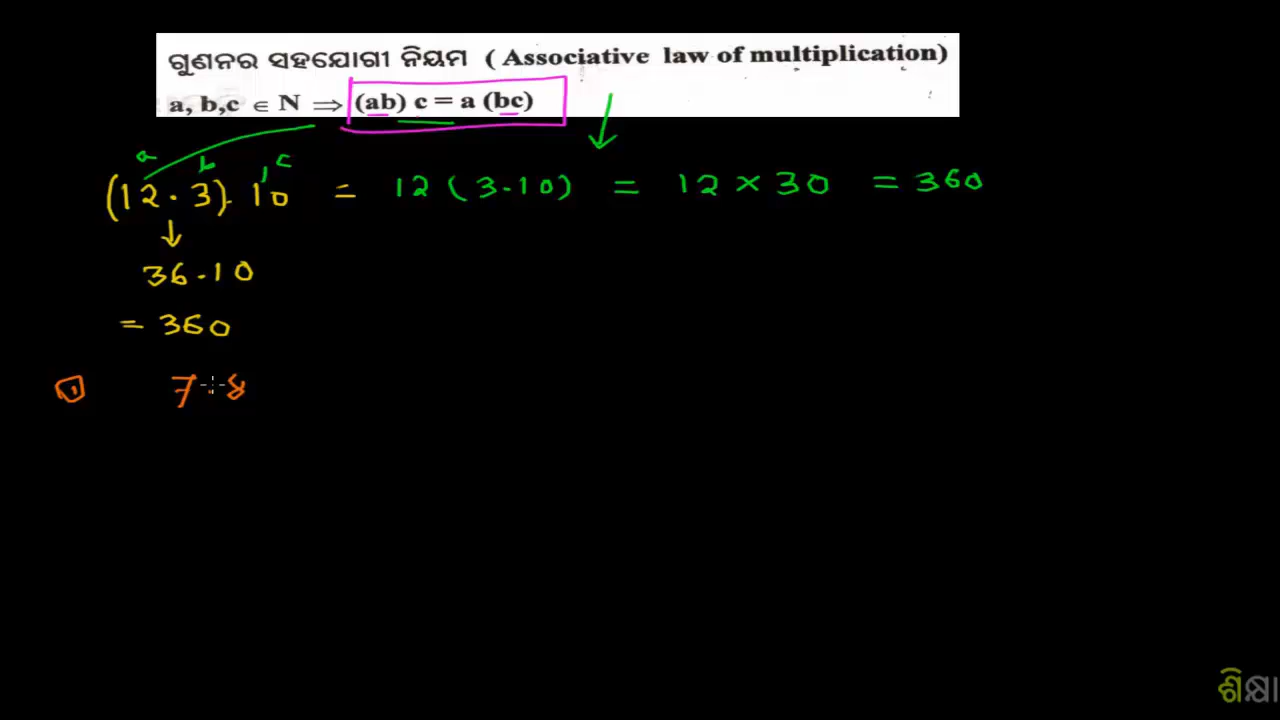 ଗୁଣନର ସହଯୋଗୀ ନିୟମ ( Associative law of multiplication)
a, b,c ∈ N ⇒ (ab) c = a (bc)
a b , c
(12 · 3). 10 = 12 ( 3 - 10 ) = 12 × 30 = 360
36 . 10
= 360
7 · 8
ଶିକ୍ଷା